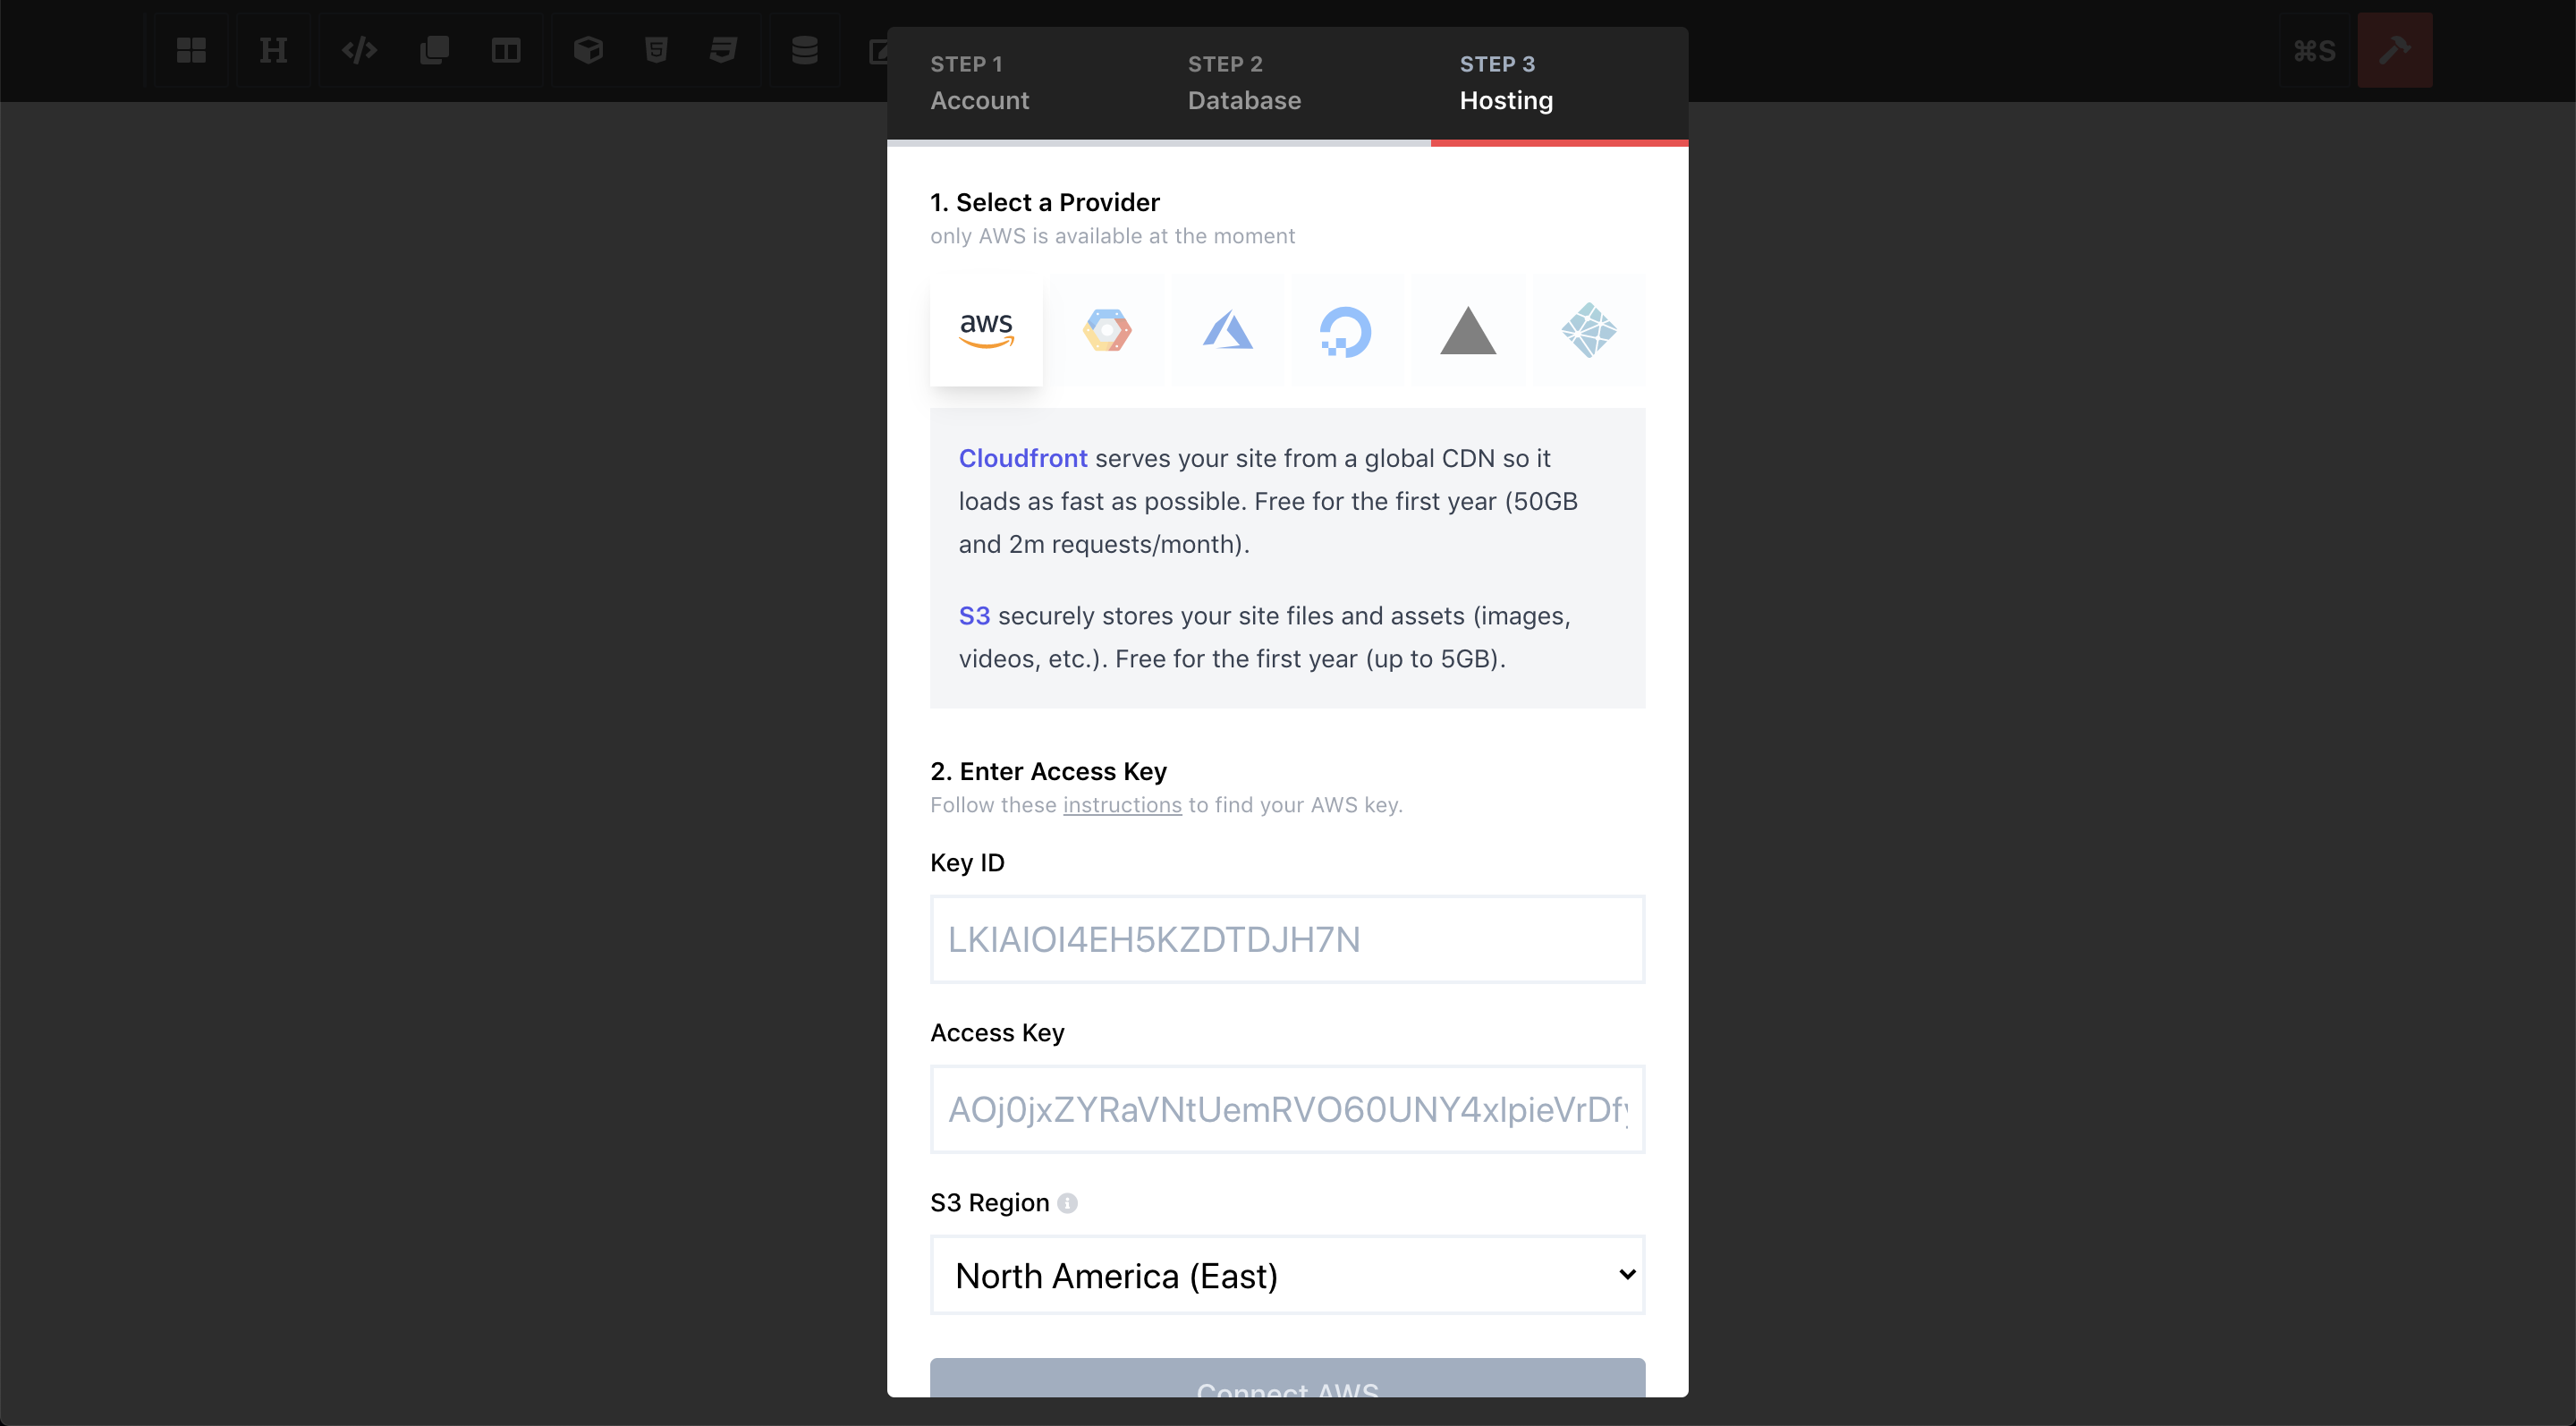 ⌘S
STEP 1
Account
STEP 2
Database
STEP 3
Hosting
1. Select a Provider
only AWS is available at the moment
aws
Cloudfront serves your site from a global CDN so it
loads as fast as possible. Free for the first year (50GB
and 2m requests/month).
S3 securely stores your site files and assets (images,
videos, etc.). Free for the first year (up to 5GB).
2. Enter Access Key
Follow these instructions to find your AWS key.
Key ID
LKIAIOI4EH5KZDTDJH7N
Access Key
AOj0jxZYRaVNtUemRVO60UNY4xIpieVrDfy
S3 Region
North America (East)
Connect AWS